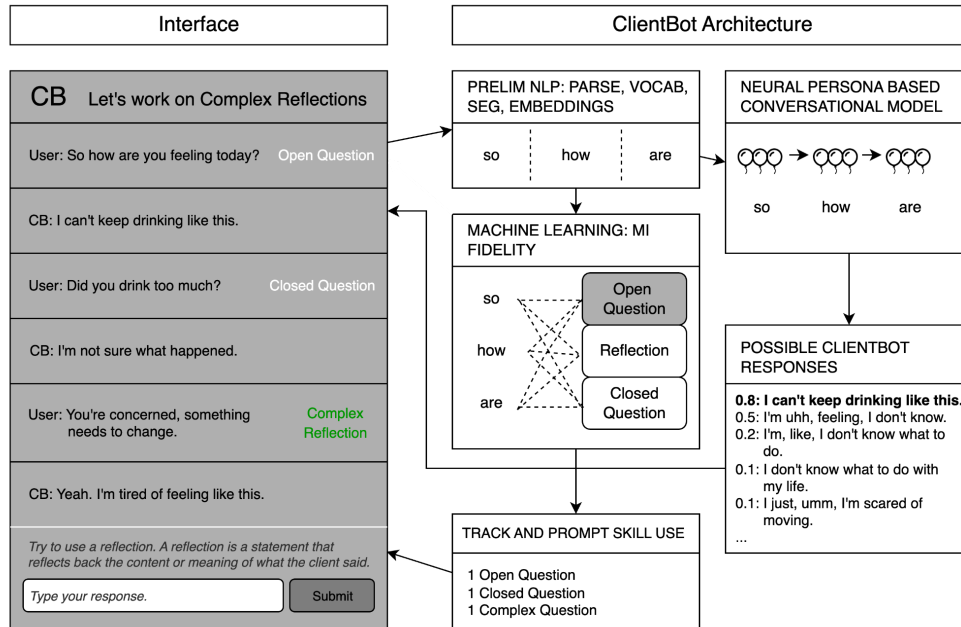 Interface
CB Let's work on Complex Reflections
User: So how are you feeling today? Open Question
CB: I can't keep drinking like this.
User: Did you drink too much? Closed Question
CB: I'm not sure what happened.
User: You're concerned, something
needs to change.
Complex
Reflection
CB: Yeah. I'm tired of feeling like this.
Try to use a reflection. A reflection is a statement that
reflects back the content or meaning of what the client said.
Type your response. Submit
ClientBot Architecture
PRELIM NLP: PARSE, VOCAB,
SEG, EMBEDDINGS
so how are
NEURAL PERSONA BASED
CONVERSATIONAL MODEL
so how are
MACHINE LEARNING: MI
FIDELITY
so
how
are
Open
Question
Reflection
Closed
Question
POSSIBLE CLIENTBOT
RESPONSES
0.8: I can't keep drinking like this.
0.5: I'm uhh, feeling, I don't know.
0.2: I'm, like, I don't know what to
do.
0.1: I don't know what to do with
my life.
0.1: I just, umm, I'm scared of
moving.
...
TRACK AND PROMPT SKILL USE
1 Open Question
1 Closed Question
1 Complex Question